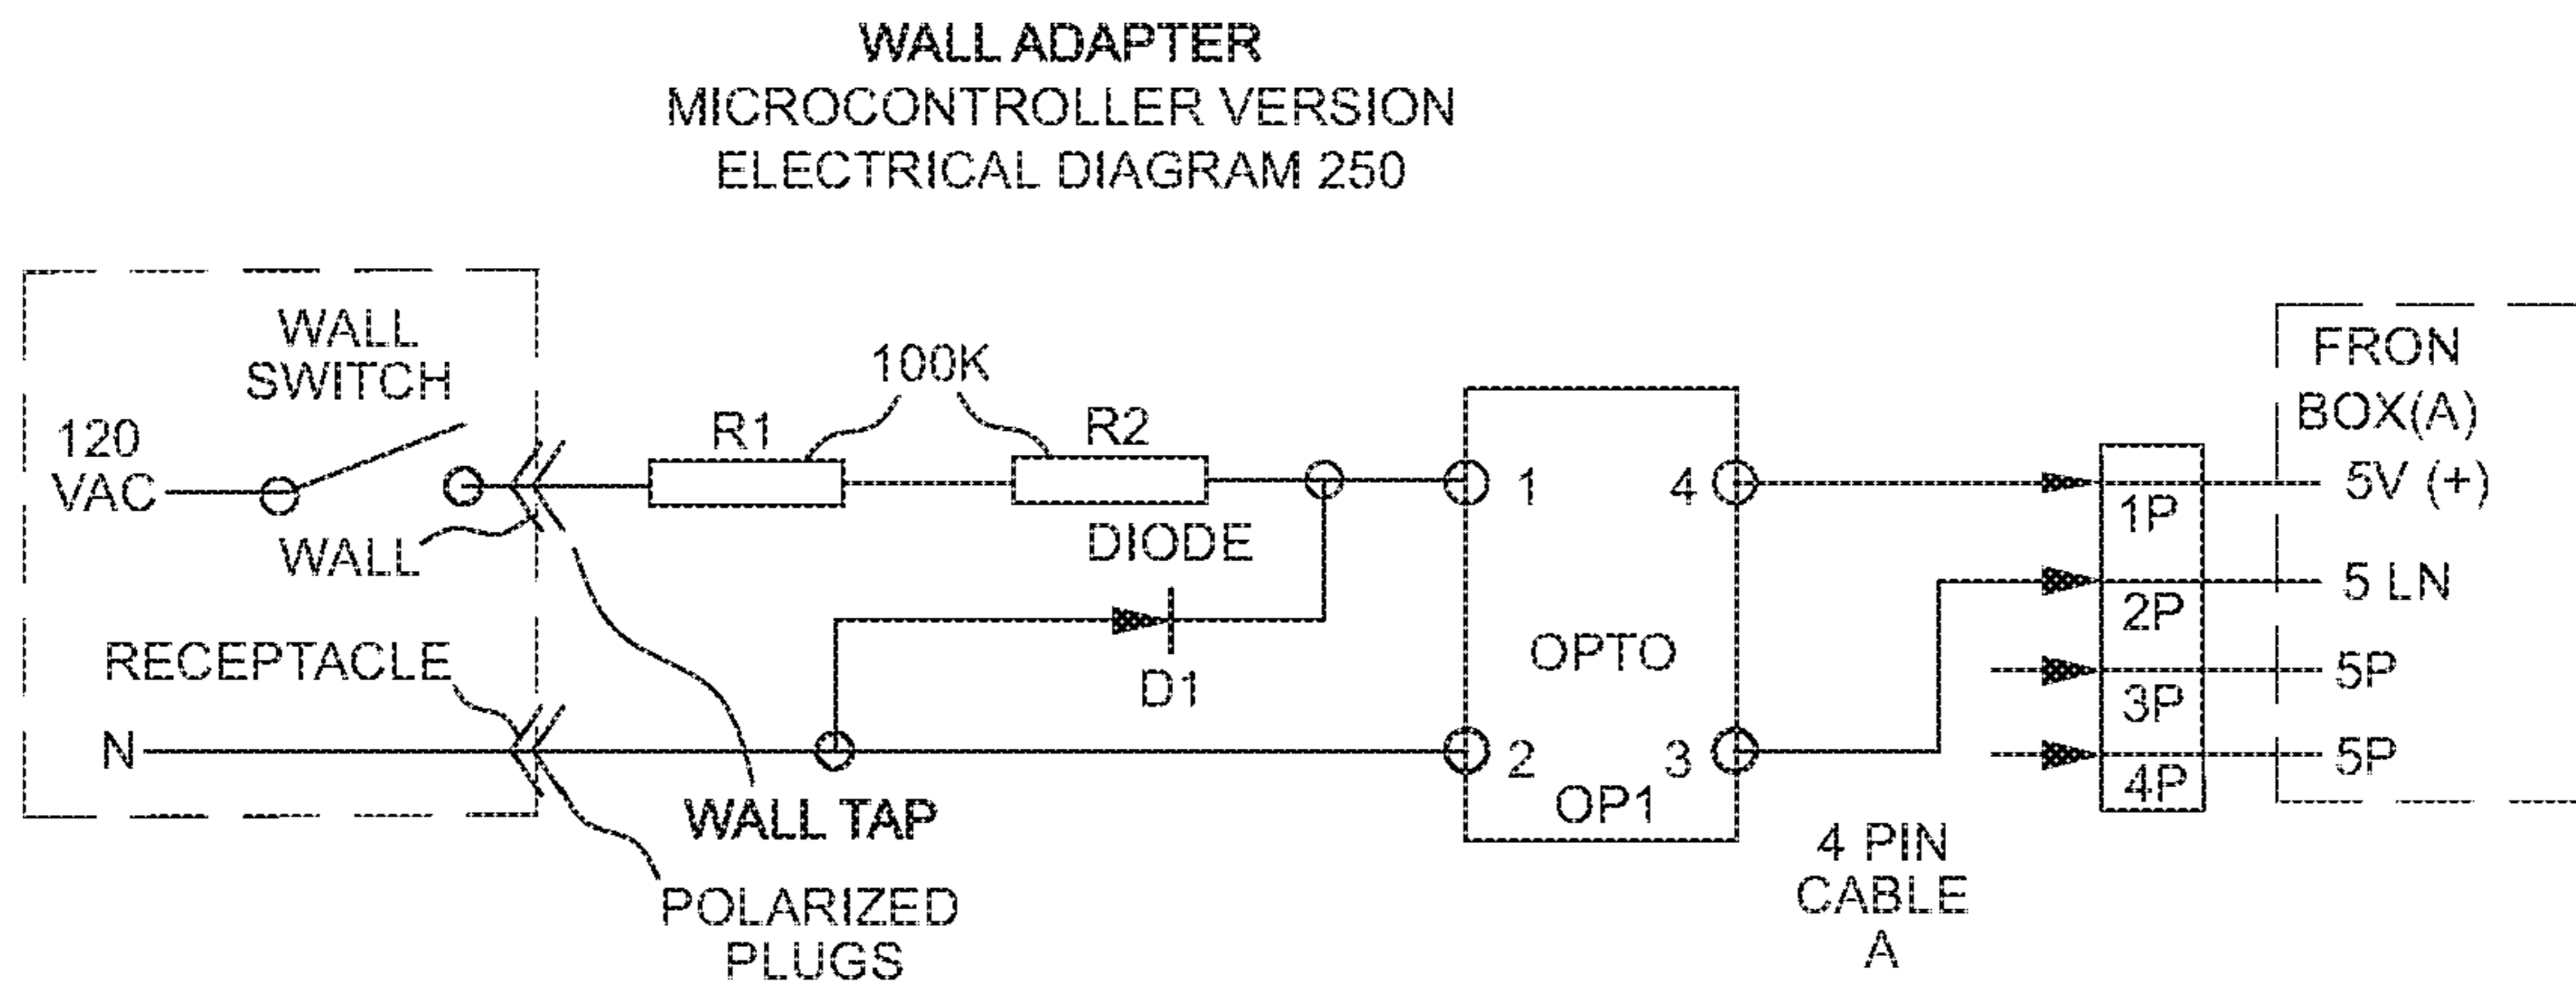 WALL ADAPTER
MICROCONTROLLER VERSION
ELECTRICAL DIAGRAM 250
WALL
SWITCH
120
VAC
WALL
RECEPTACLE
N
100K
R1
R2
DIODE
D1
WALL TAP
POLARIZED
PLUGS
1
4
OPTO
2
3
OP1
4 PIN
CABLE
A
1P
2P
3P
4P
FRON
BOX(A)
5V (+)
5 LN
5P
5P